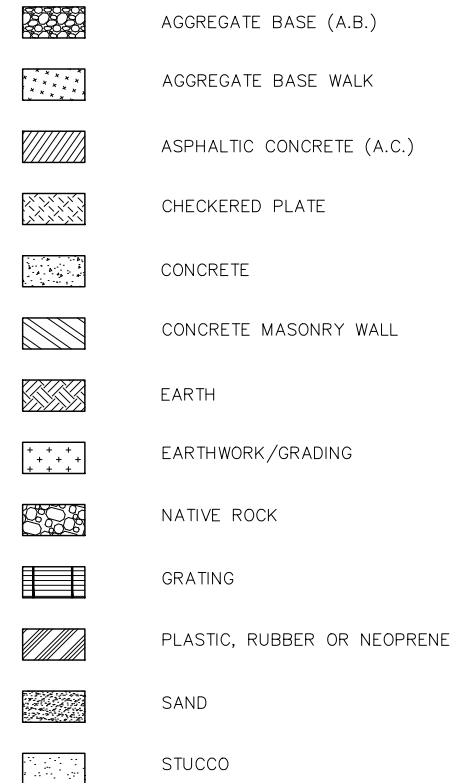 AGGREGATE BASE (A.B.)
AGGREGATE BASE WALK
ASPHALTIC CONCRETE (A.C.)
CHECKERED PLATE
CONCRETE
CONCRETE MASONRY WALL
EARTH
EARTHWORK/GRADING
NATIVE ROCK
GRATING
PLASTIC, RUBBER OR NEOPRENE
SAND
STUCCO